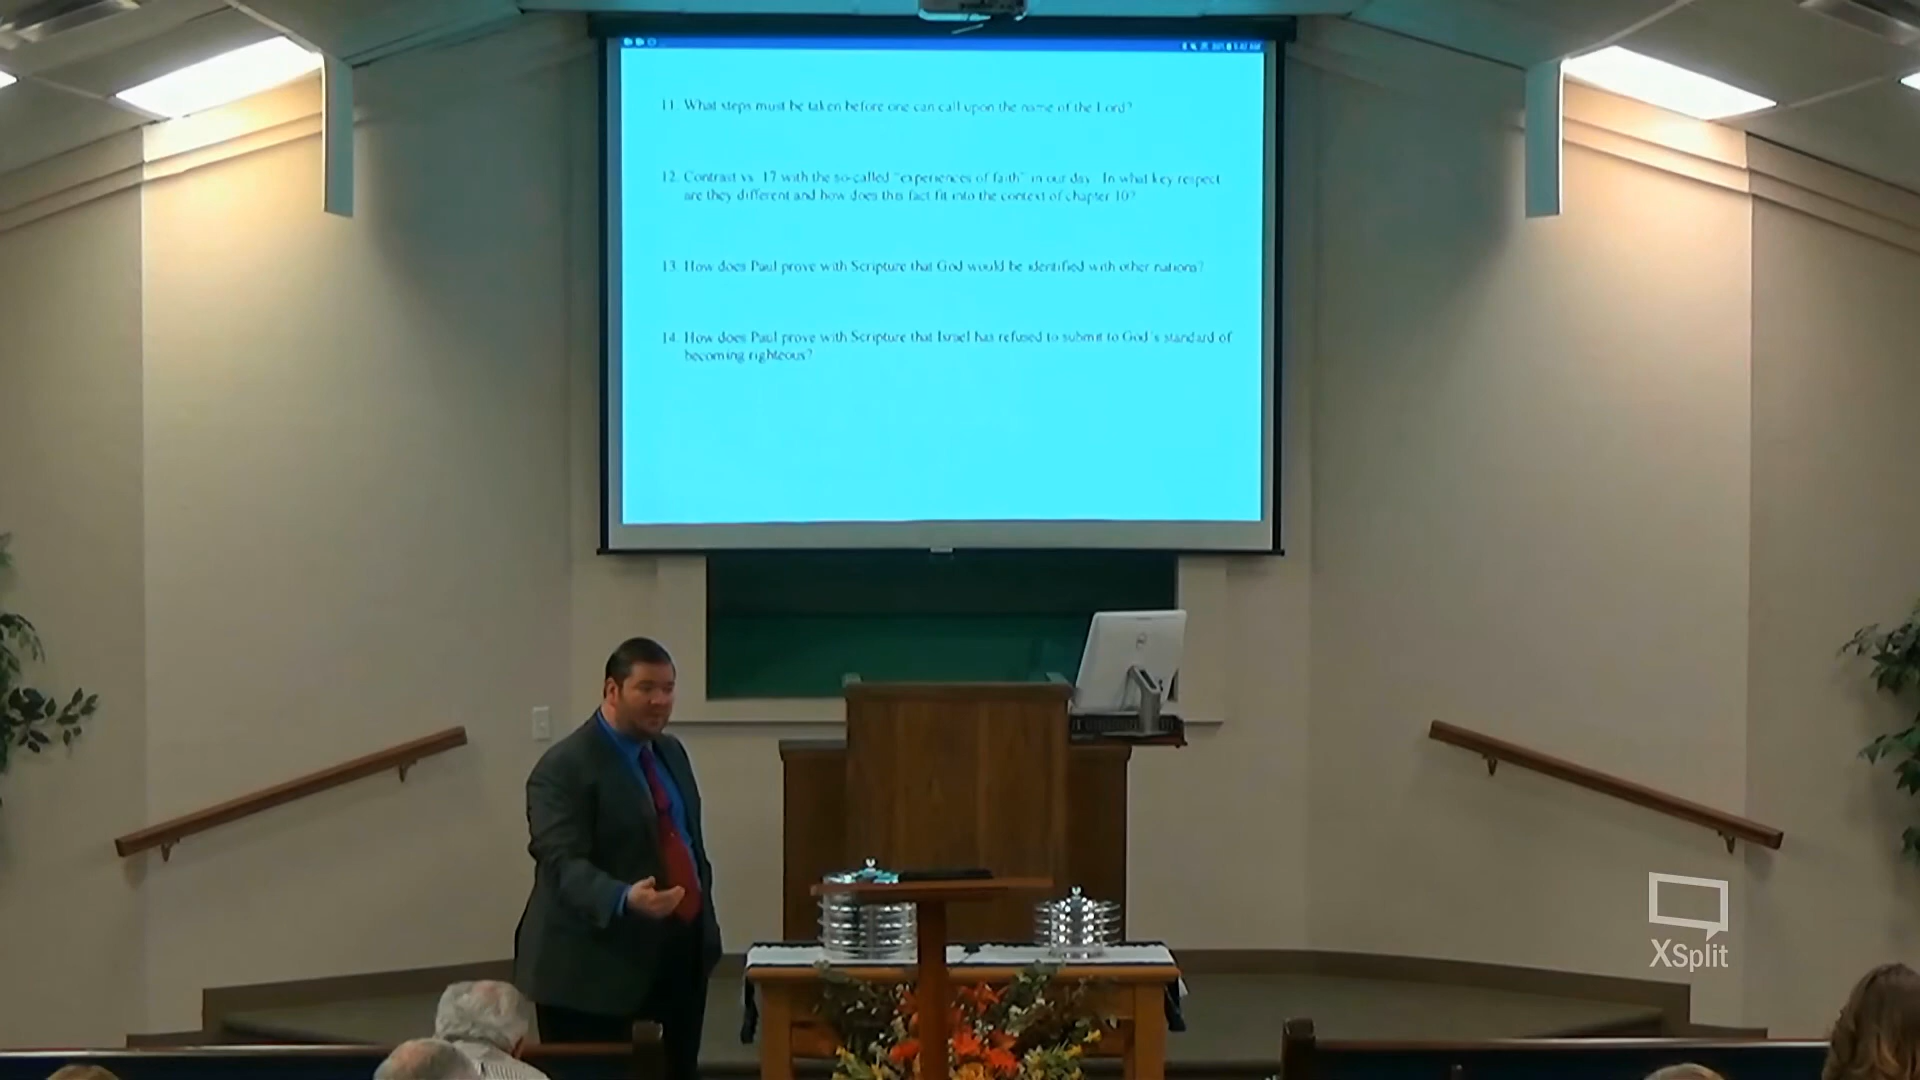 11. What steps must be taken before one can call upon the name of the Lord?
12. Contrast vs. 17 with the so-called "experiences of faith" in our day. In what key respect
are they different and how does this fact fit into the context of chapter 10?
13. How does Paul prove with Scripture that God would be identified with other nations?
14. How does Paul prove with Scripture that Israel has refused to submit to God's standard of
becoming righteous?
XSplit